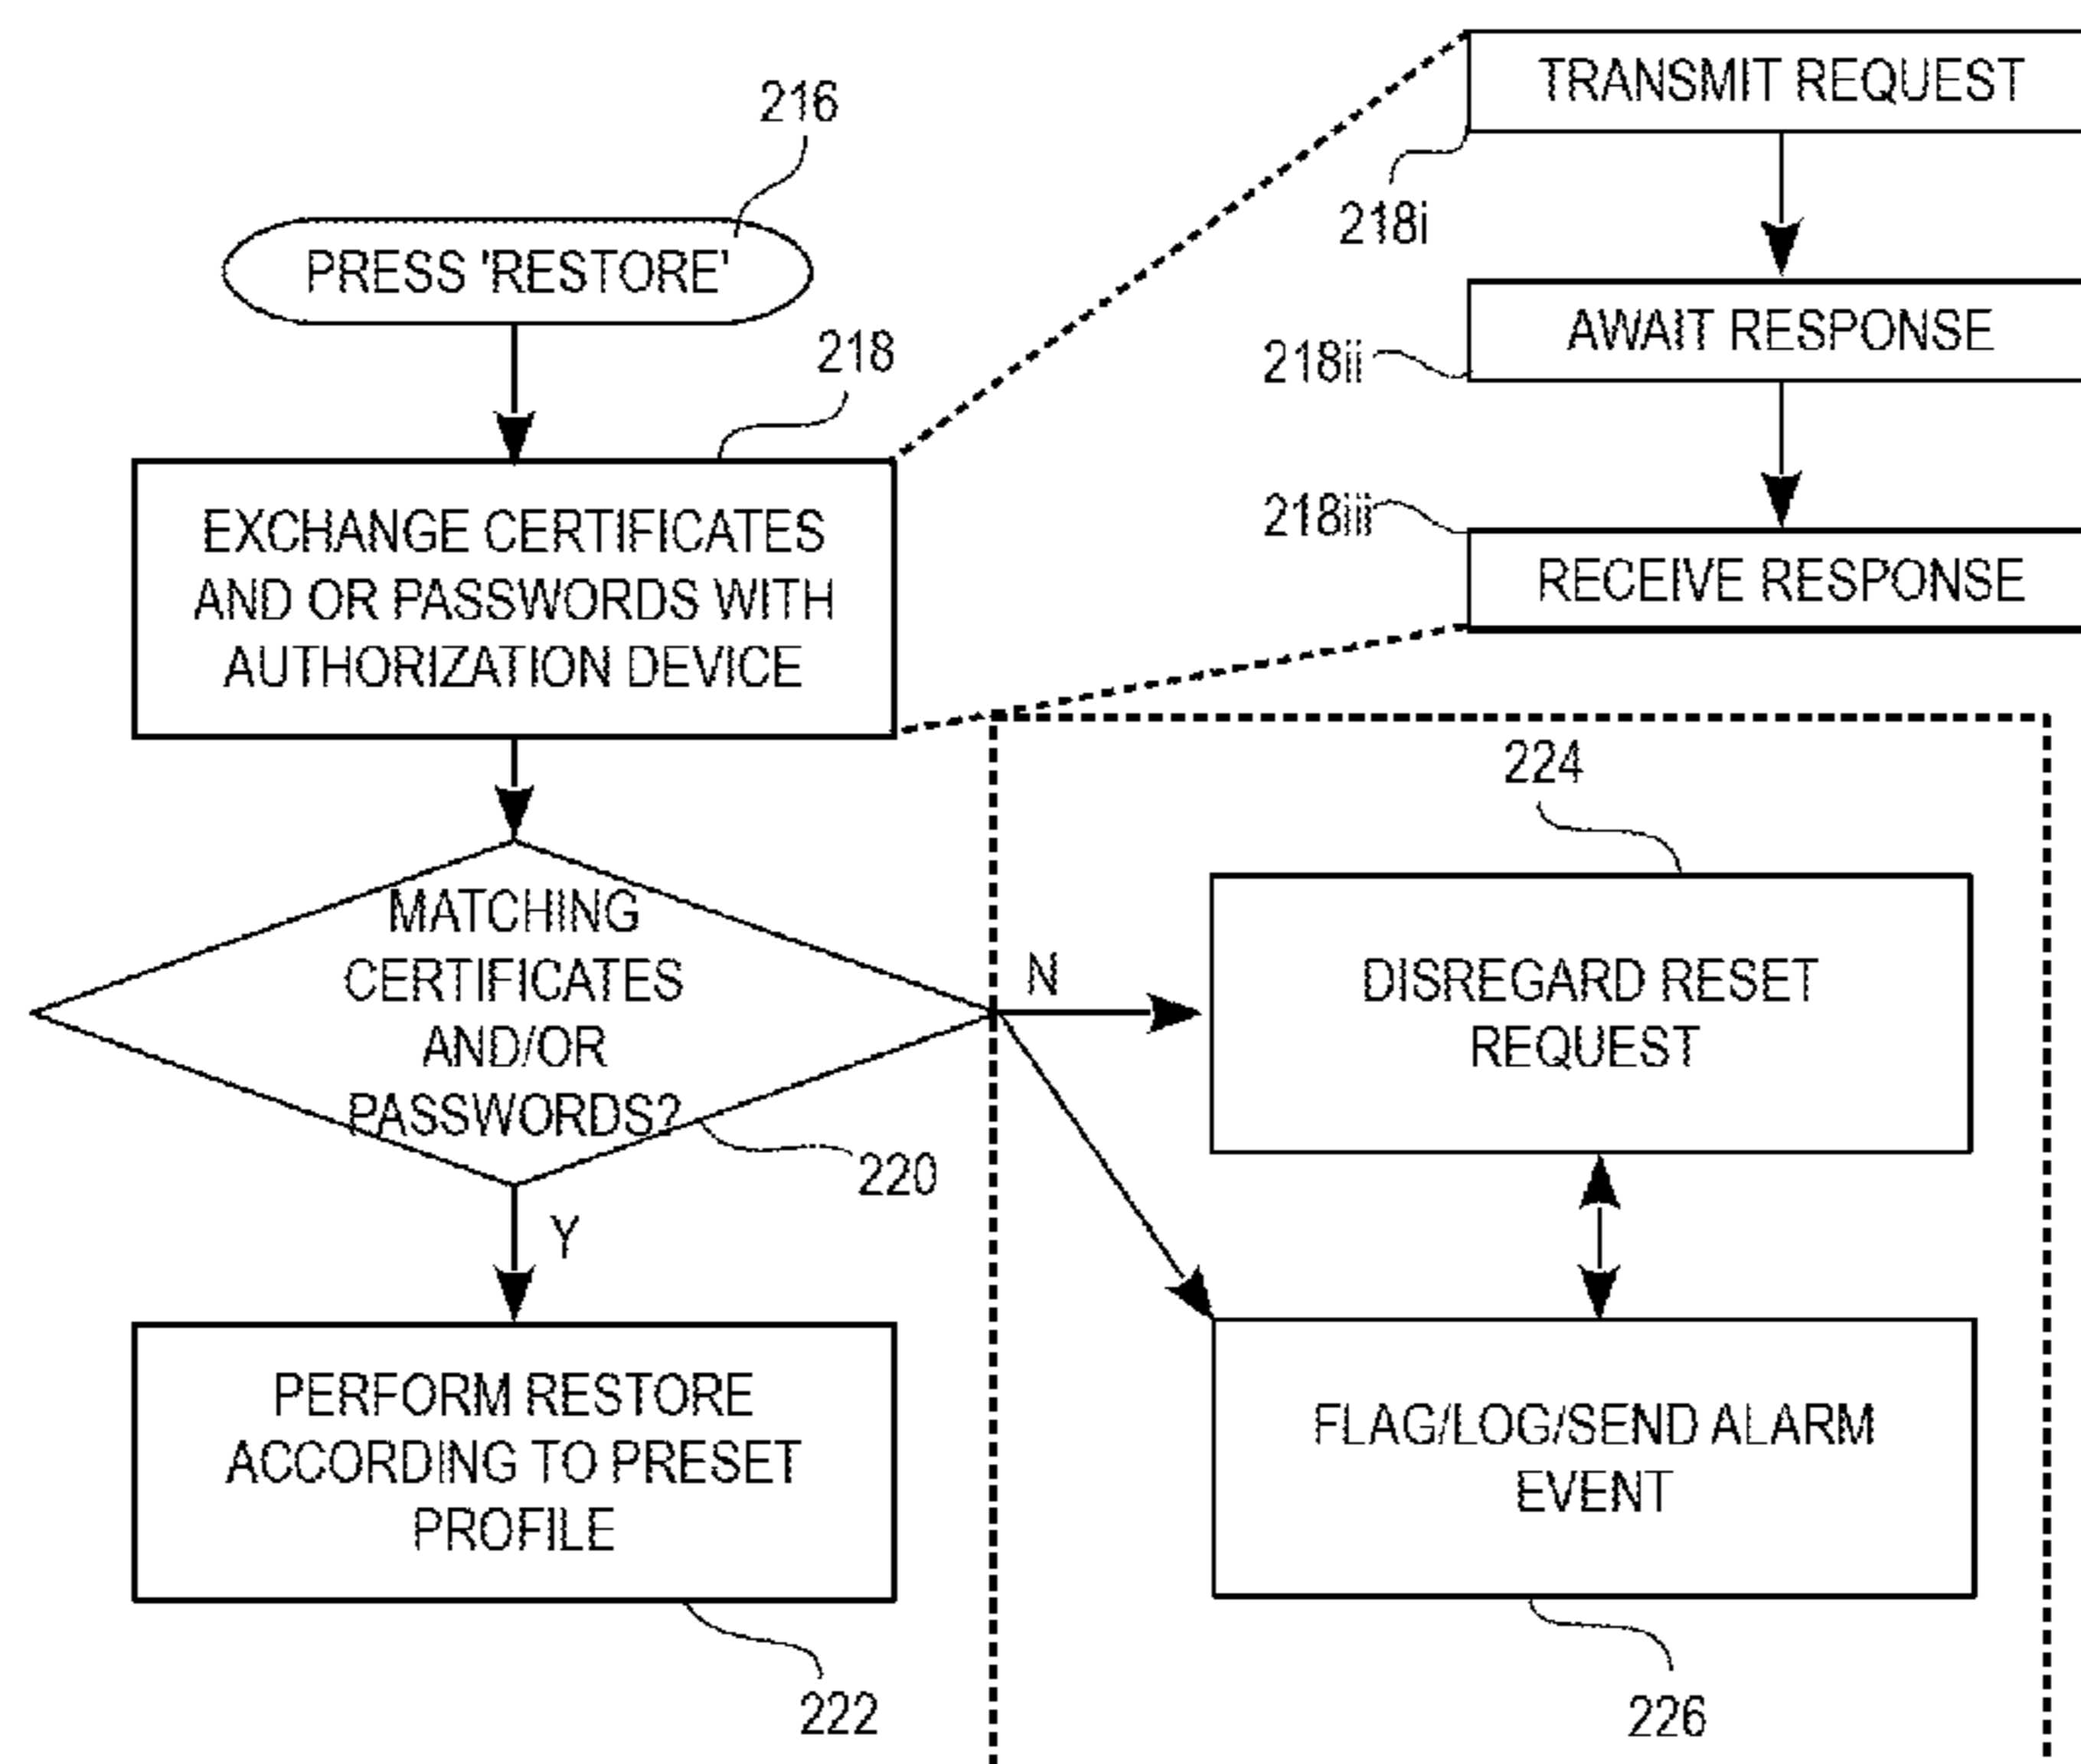 216
PRESS 'RESTORE'
218
EXCHANGE CERTIFICATES
AND OR PASSWORDS WITH
AUTHORIZATION DEVICE
TRANSMIT REQUEST
218i
AWAIT RESPONSE
218ii
218iii
RECEIVE RESPONSE
MATCHING
CERTIFICATES
AND/OR
PASSWORDS?
220
N
Y
224
DISREGARD RESET
REQUEST
PERFORM RESTORE
ACCORDING TO PRESET
PROFILE
222
FLAG/LOG/SEND ALARM
EVENT
226